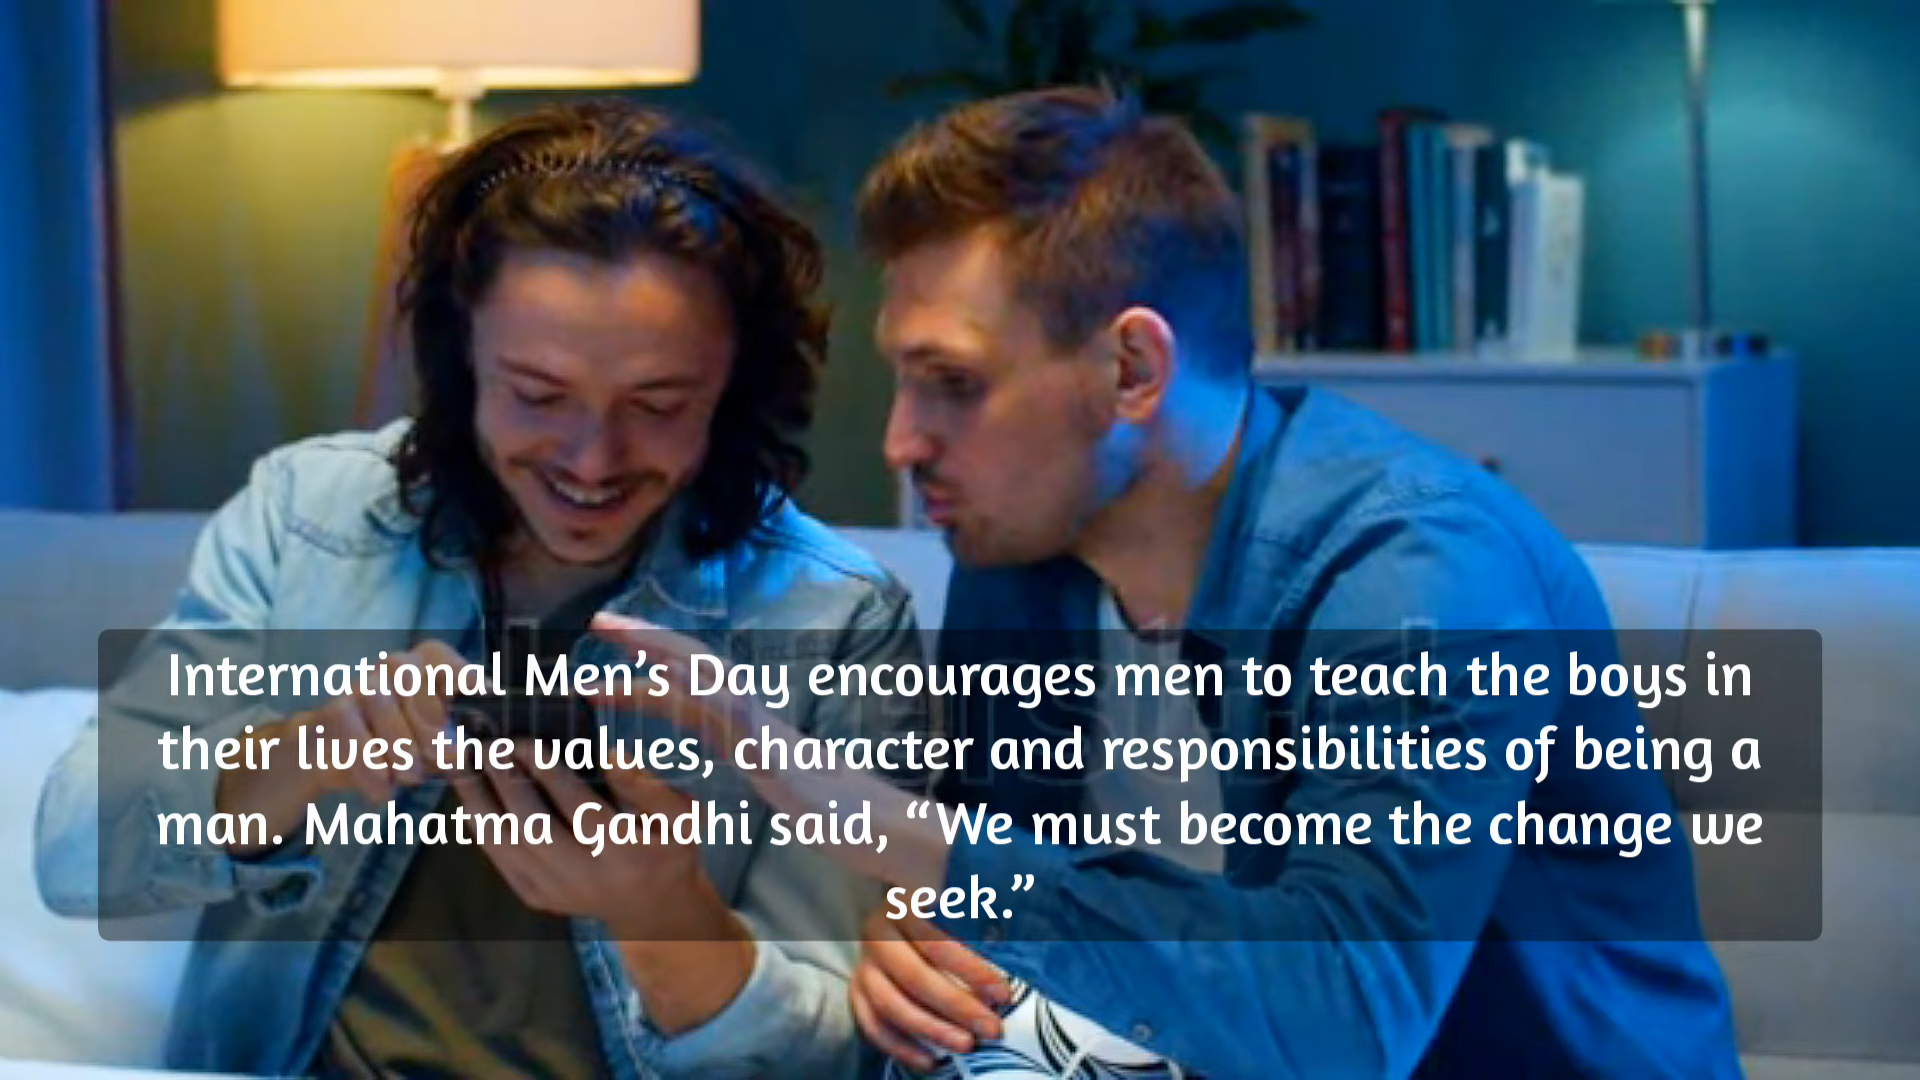 International Men’s Day encourages men to teach the boys in
their lives the values, character and responsibilities of being a
man. Mahatma Gandhi said, “We must become the change we
seek.”